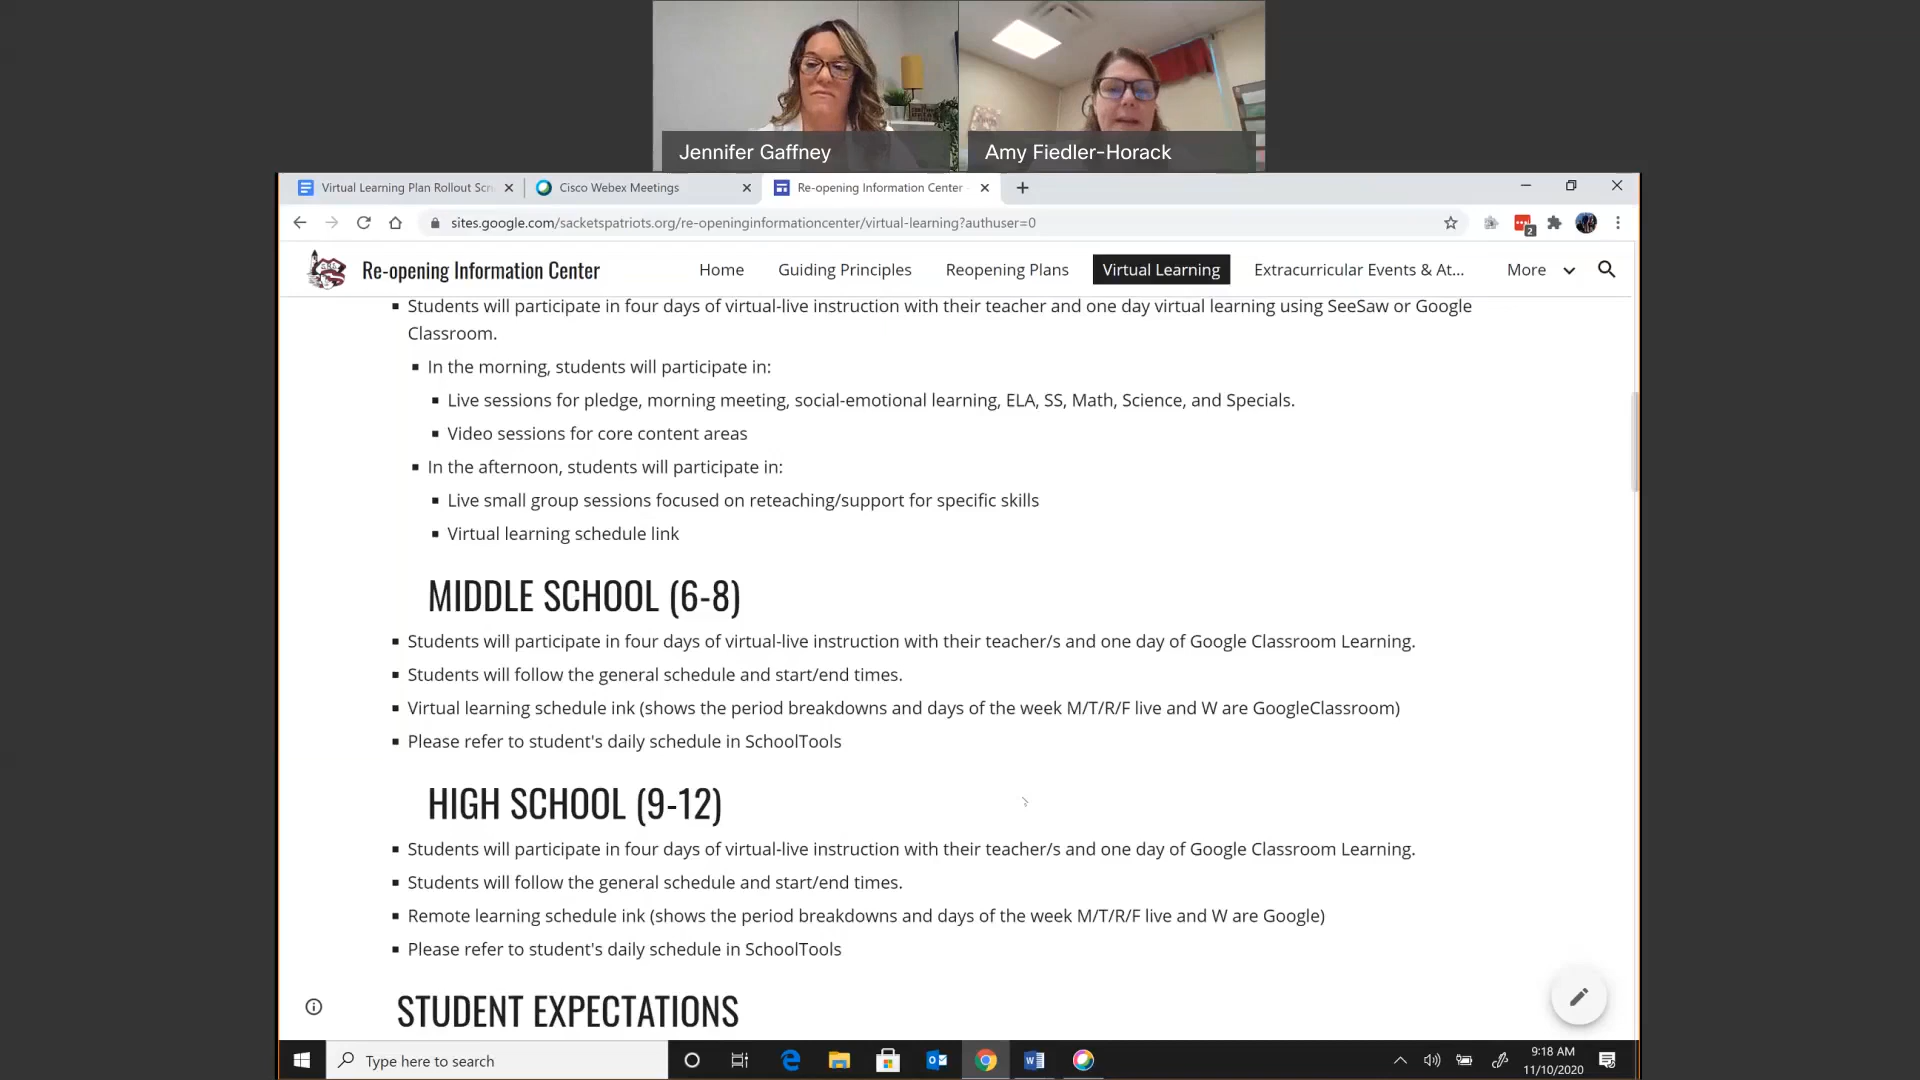 Jennifer Gaffney
Amy Fiedler-Horack
Virtual Learning Plan Rollout Scr
Cisco Webex Meetings
Re-opening Information Center
sites.google.com/sacketspatriots.org/re-openinginformationcenter/virtual-learning?authuser=0
2
Re-opening Information Center
Home
Guiding Principles
Reopening Plans
Virtual Learning
Extracurricular Events & At...
More
Students will participate in four days of virtual-live instruction with their teacher and one day virtual learning using SeeSaw or Google
Classroom.
In the morning, students will participate in:
Live sessions for pledge, morning meeting, social-emotional learning, ELA, SS, Math, Science, and Specials.
Video sessions for core content areas
In the afternoon, students will participate in:
Live small group sessions focused on reteaching/support for specific skills
Virtual learning schedule link
MIDDLE SCHOOL (6-8)
Students will participate in four days of virtual-live instruction with their teacher/s and one day of Google Classroom Learning.
Students will follow the general schedule and start/end times.
Virtual learning schedule ink (shows the period breakdowns and days of the week M/T/R/F live and W are GoogleClassroom)
Please refer to student's daily schedule in SchoolTools
HIGH SCHOOL (9-12)
Students will participate in four days of virtual-live instruction with their teacher/s and one day of Google Classroom Learning.
Students will follow the general schedule and start/end times.
Remote learning schedule ink (shows the period breakdowns and days of the week M/T/R/F live and W are Google)
Please refer to student's daily schedule in SchoolTools
STUDENT EXPECTATIONS
Type here to search
9:18 AM
11/10/2020